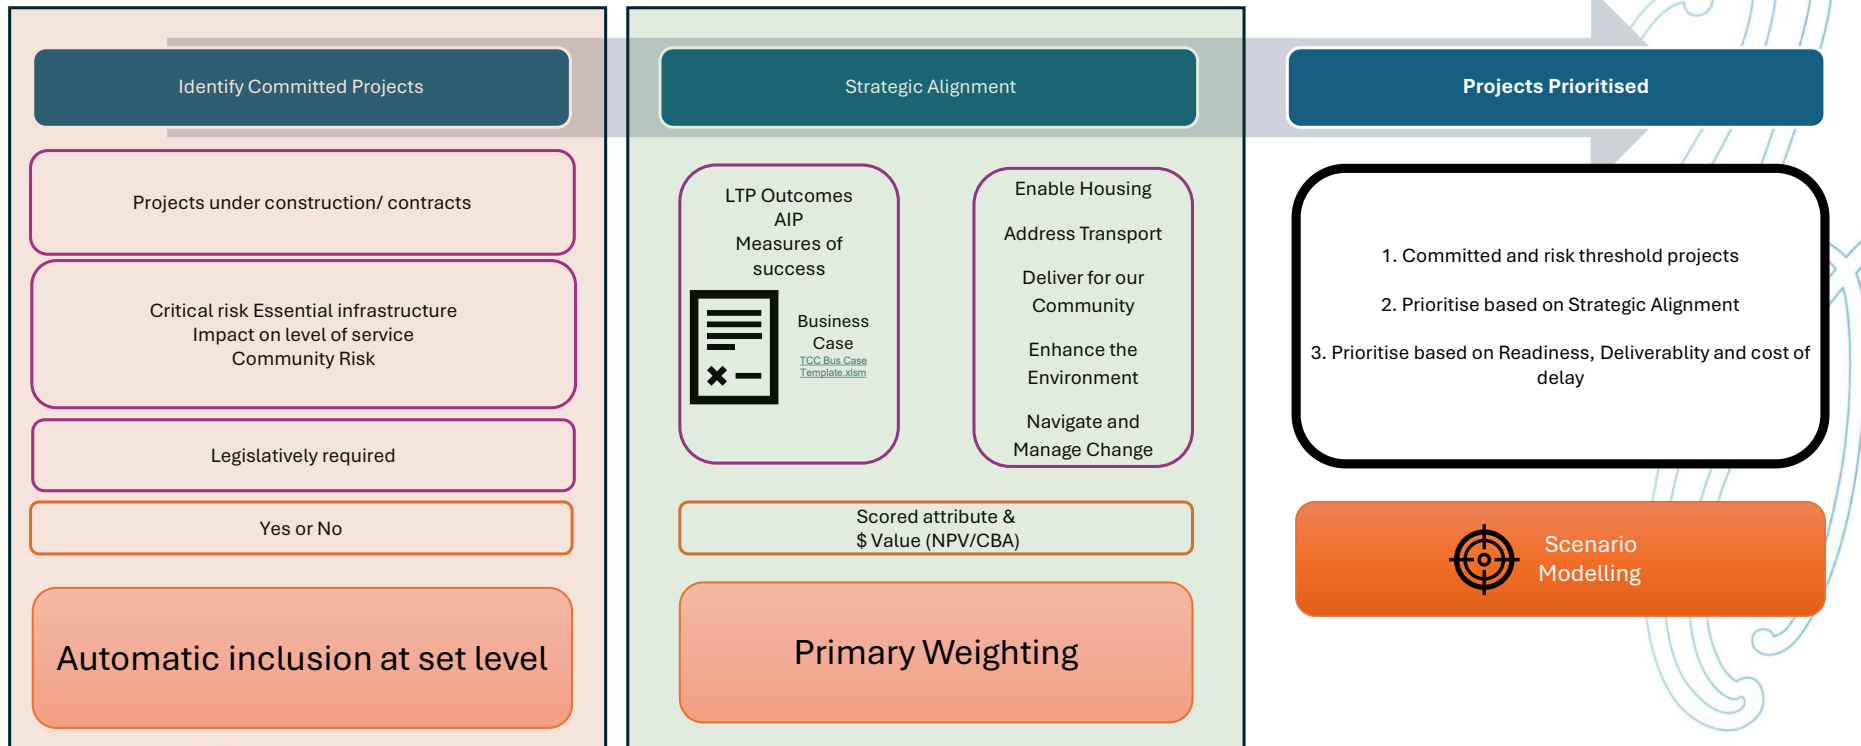 Identify Committed Projects
Projects under construction/ contracts
Critical risk Essential infrastructure
Impact on level of service
Community Risk
Legislatively required
Yes or No
Automatic inclusion at set level
Strategic Alignment
LTP Outcomes
AIP
Measures of
success
Business
Case
TCC Bus Case
Template.xlsm
Enable Housing
Address Transport
Deliver for our
Community
Enhance the
Environment
Navigate and
Manage Change
Scored attribute &
$ Value (NPV/CBA)
Primary Weighting
Projects Prioritised
1. Committed and risk threshold projects
2. Prioritise based on Strategic Alignment
3. Prioritise based on Readiness, Deliverablity and cost of
delay
Scenario
Modelling